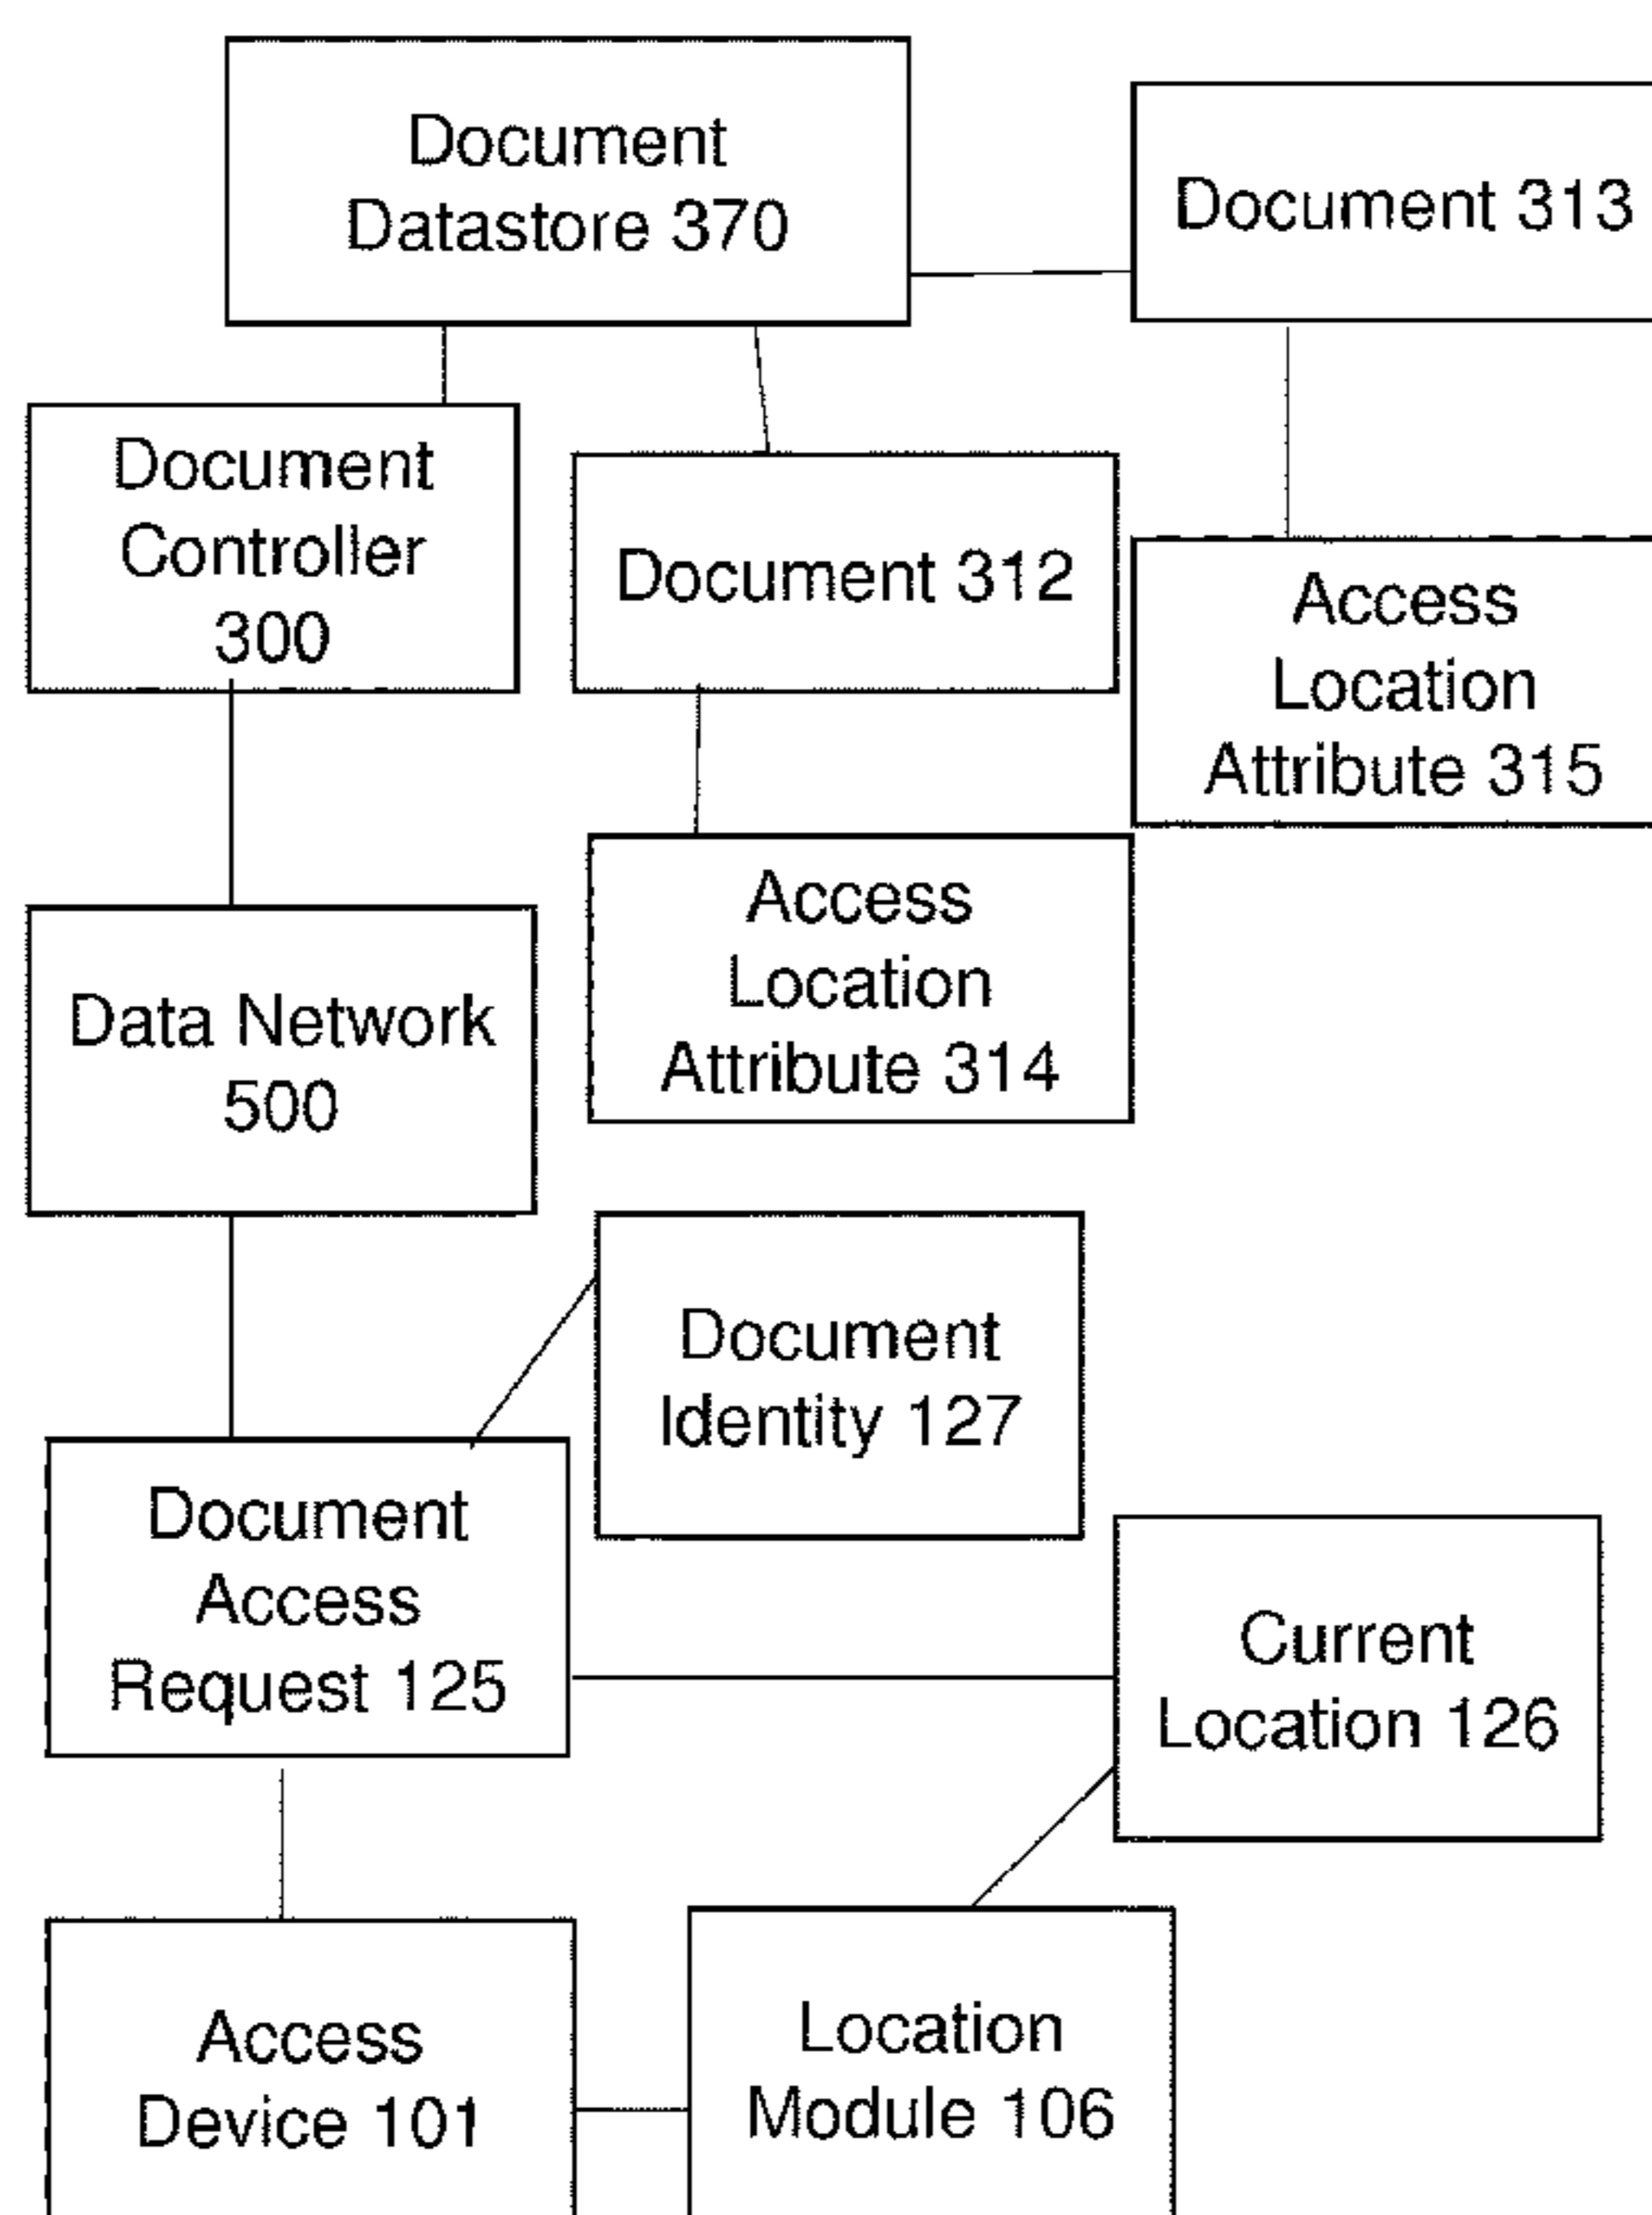 Document
Datastore 370
Document 313
Document
Controller
300
Document 312
Access
Location
Attribute 315
Access
Location
Attribute 314
Data Network
500
Document
Identity 127
Document
Access
Request 125
Current
Location 126
Access
Device 101
Location
Module 106